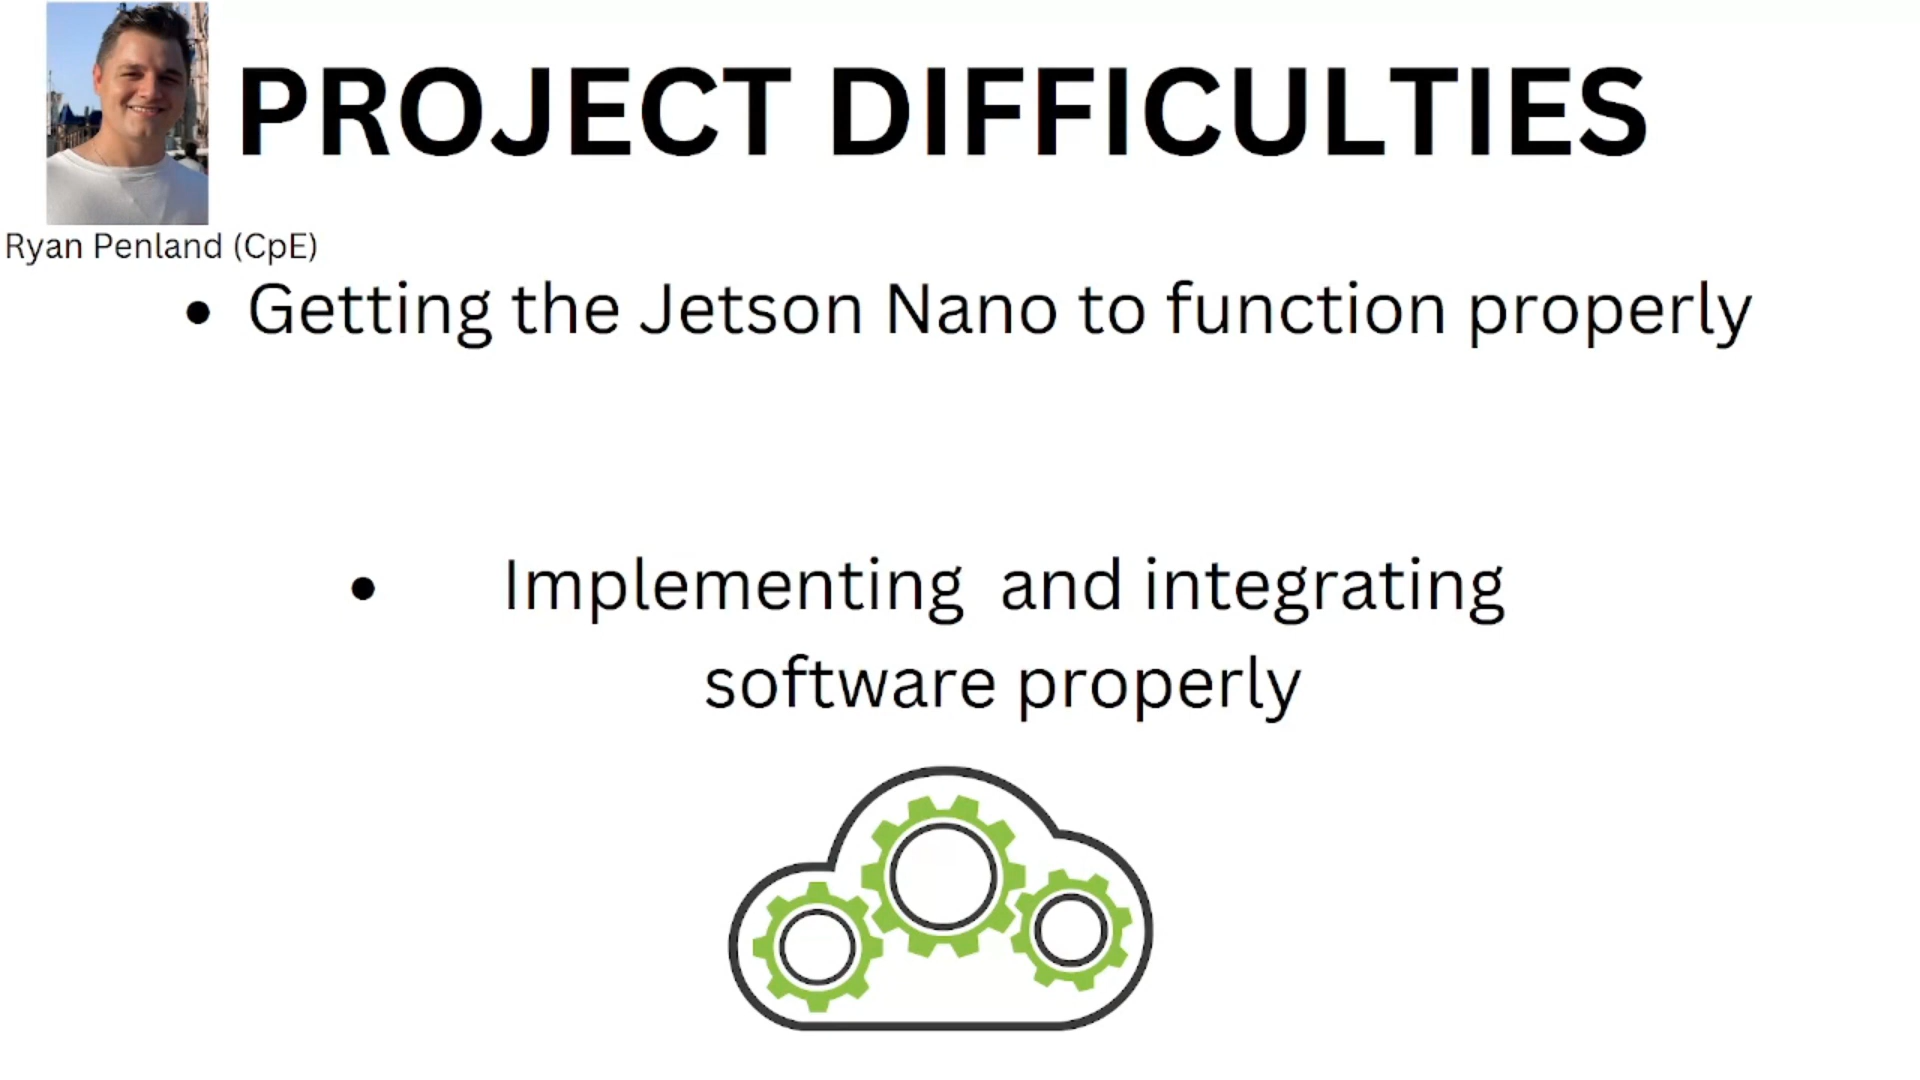 PROJECT DIFFICULTIES
Ryan Penland (CpE)
• Getting the Jetson Nano to function properly
• Implementing  and integrating
software properly